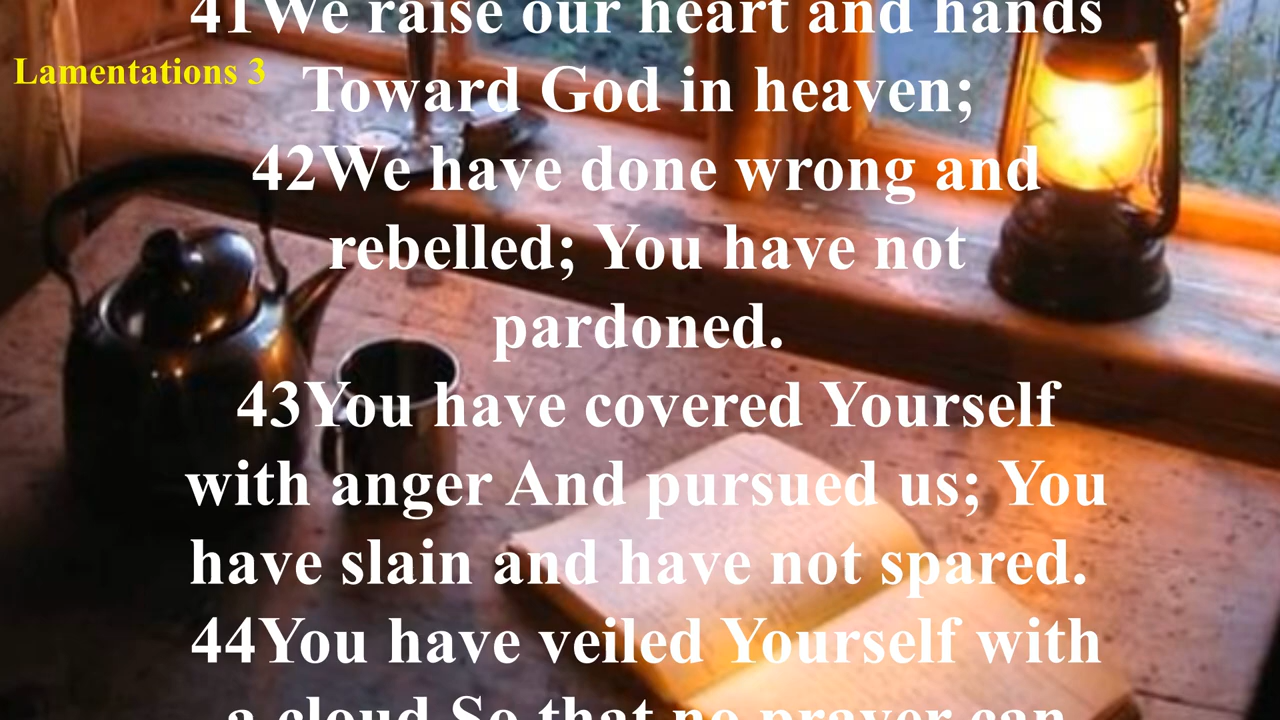 41We raise our heart and hands
Lamentations 3
Toward God in heaven;
42We have done wrong and
rebelled; You have not
pardoned.
43You have covered Yourself
with anger And pursued us; You
have slain and have not spared.
44You have veiled Yourself with
a cloud So that no prayer can